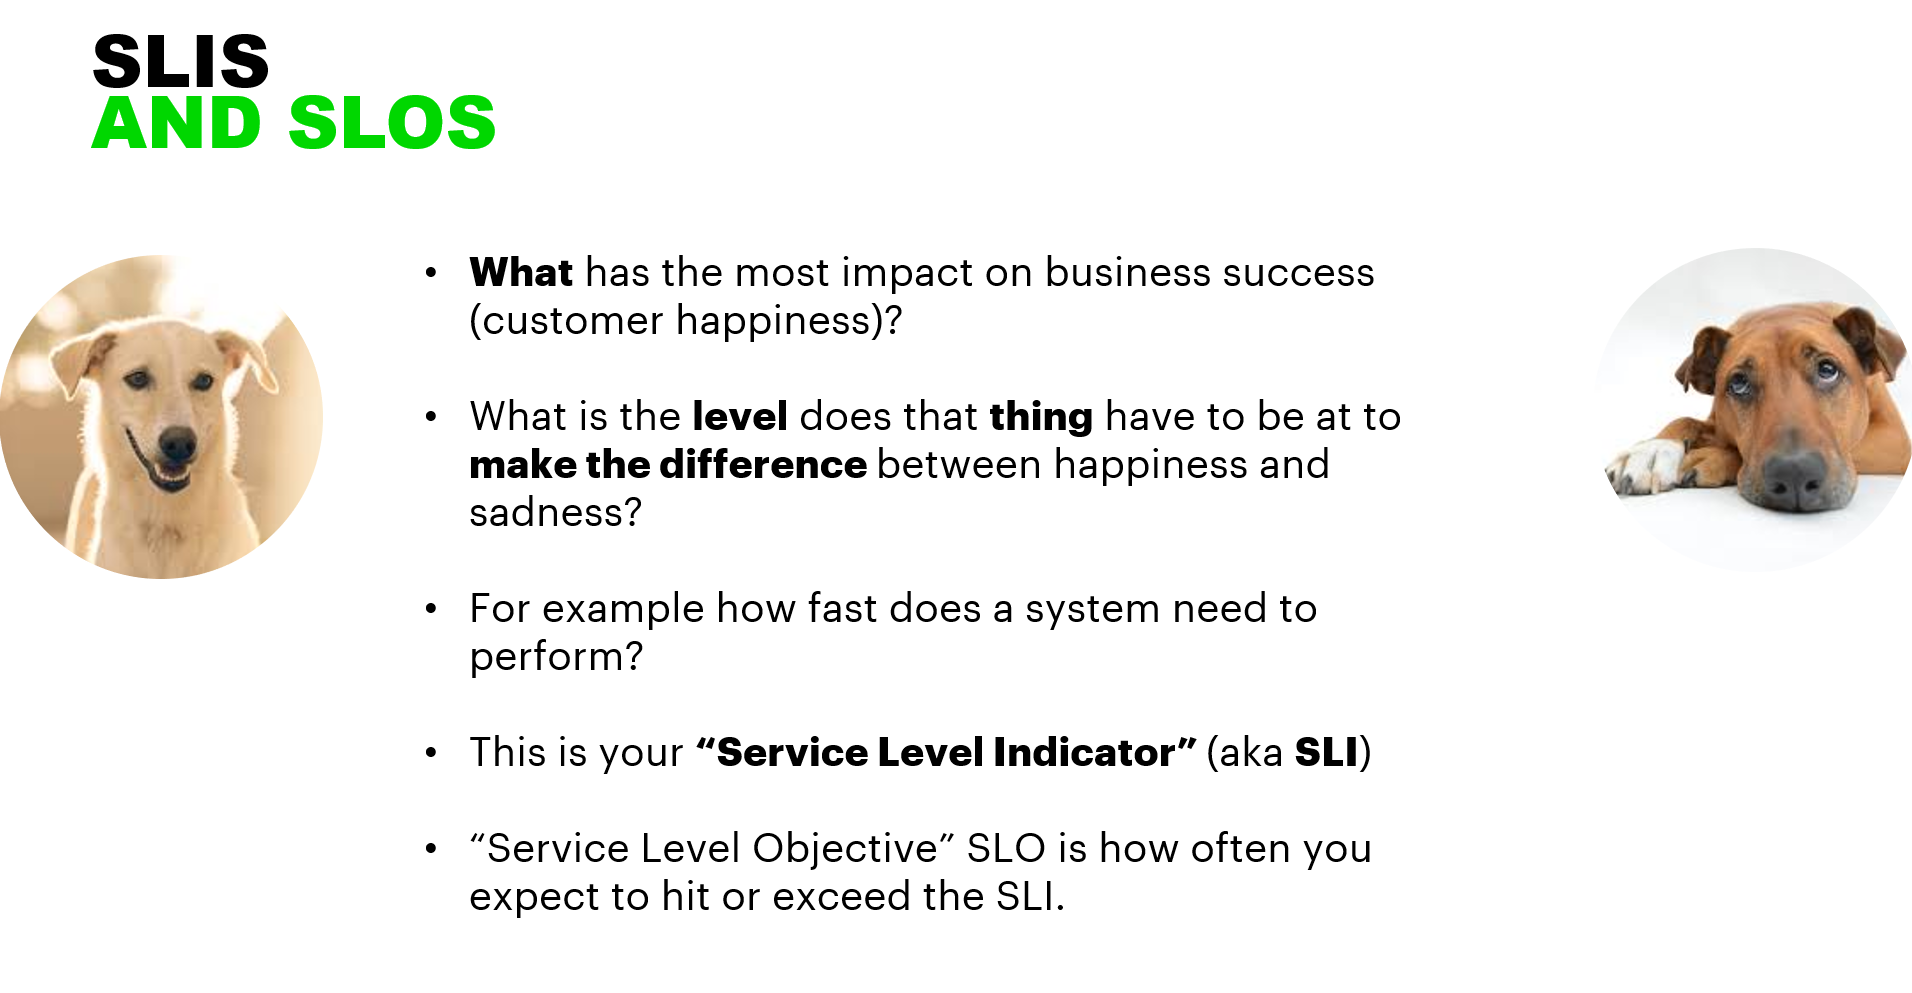 SLIS
AND SLOS
• What has the most impact on business success
(customer happiness)?
• What is the level does that thing have to be at to
make the difference between happiness and
sadness?
• For example how fast does a system need to
perform?
• This is your “Service Level Indicator” (aka SLI)
• “Service Level Objective” SLO is how often you
expect to hit or exceed the SLI.